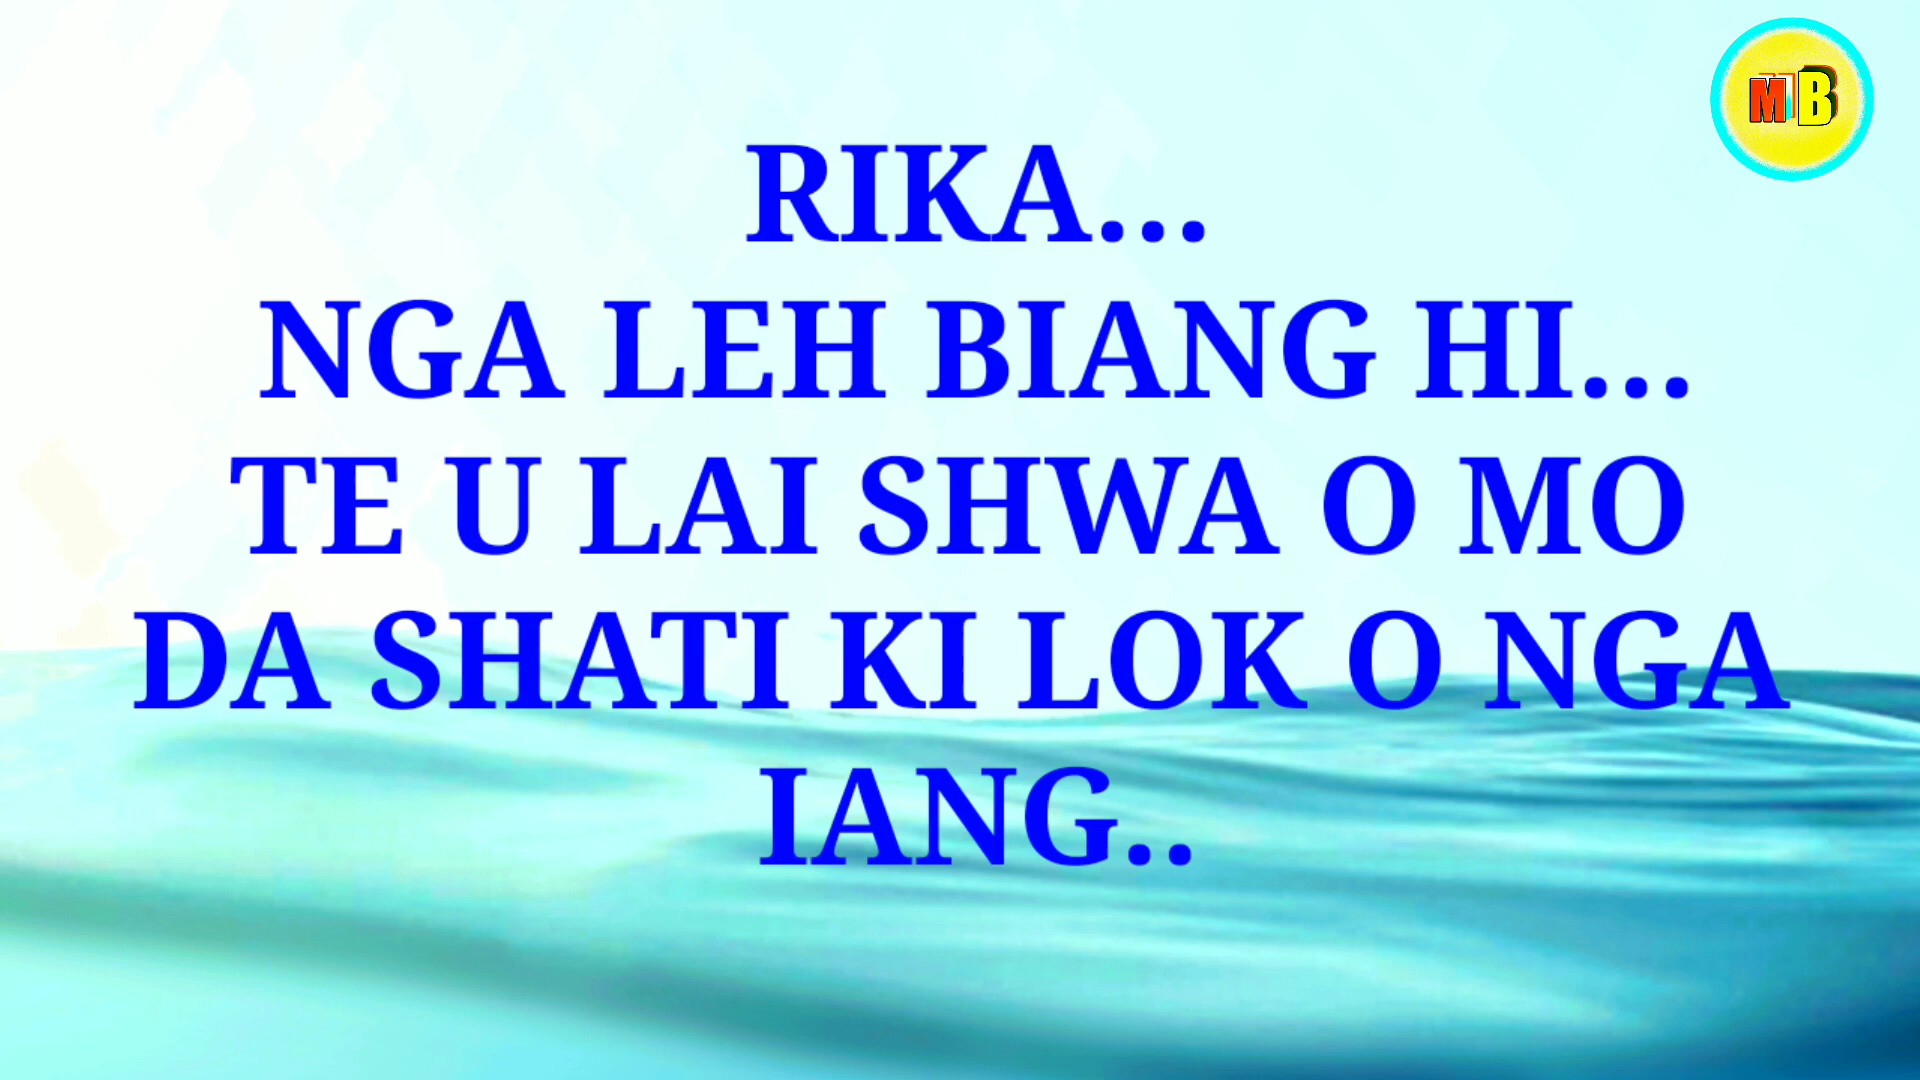 MB
RIKA...
NGA LEH BIANG HI...
TE U LAI SHWA O MO
DA SHATI KI LOK O NGA
IANG..